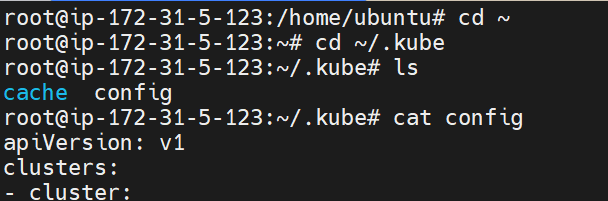 root@ip-172-31-5-123:/home/ubuntu# cd ~
root@ip-172-31-5-123:~# cd ~/.kube
root@ip-172-31-5-123:~/.kube# ls
cache  config
root@ip-172-31-5-123:~/.kube# cat config
apiVersion: v1
clusters:
- cluster: